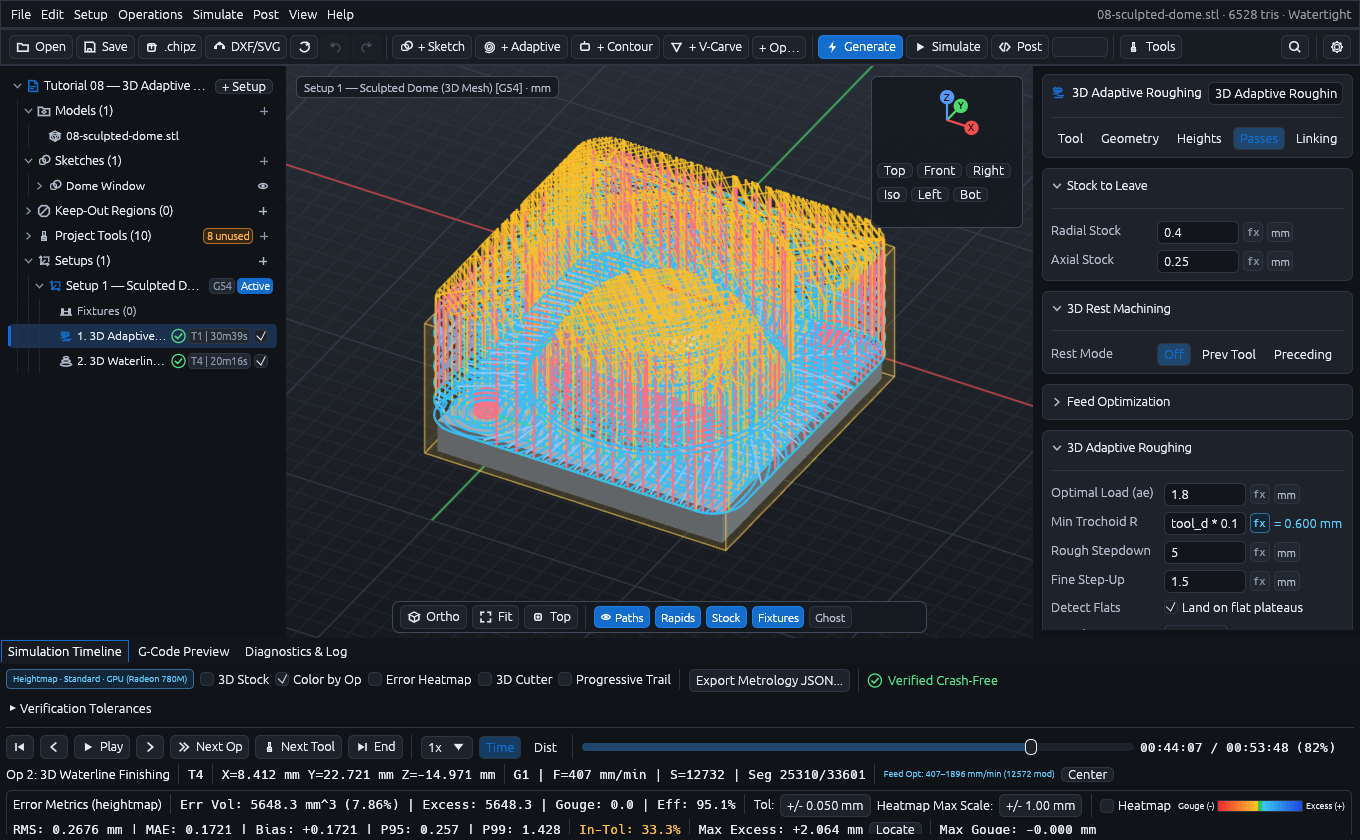 File Edit Setup Operations Simulate Post View Help
08-sculpted-dome.stl · 6528 tris · Watertight
Open Save .chipz DXF/SVG + Sketch + Adaptive + Contour + V-Carve + Op… Generate Simulate Post Tools
Tutorial 08 — 3D Adaptive … + Setup
Models (1) +
08-sculpted-dome.stl
Sketches (1) +
Dome Window
Keep-Out Regions (0) +
Project Tools (10) 8 unused +
Setups (1) +
Setup 1 — Sculpted D… G54 Active
Fixtures (0)
1. 3D Adaptive… T1 | 30m39s
2. 3D Waterlin… T4 | 20m16s
Setup 1 — Sculpted Dome (3D Mesh) [G54] · mm
Z
Y
X
Top Front Right
Iso Left Bot
Ortho Fit Top Paths Rapids Stock Fixtures Ghost
3D Adaptive Roughing 3D Adaptive Roughin
Tool Geometry Heights Passes Linking
Stock to Leave
Radial Stock 0.4 fx mm
Axial Stock 0.25 fx mm
3D Rest Machining
Rest Mode Off Prev Tool Preceding
Feed Optimization
3D Adaptive Roughing
Optimal Load (ae) 1.8 fx mm
Min Trochoid R tool_d * 0.1 fx = 0.600 mm
Rough Stepdown 5 fx mm
Fine Step-Up 1.5 fx mm
Detect Flats Land on flat plateaus
Simulation Timeline G-Code Preview Diagnostics & Log
Heightmap · Standard · GPU (Radeon 780M) 3D Stock Color by Op Error Heatmap 3D Cutter Progressive Trail Export Metrology JSON... Verified Crash-Free
Verification Tolerances
Play Next Op Next Tool End 1x Time Dist 00:44:07 / 00:53:48 (82%)
Op 2: 3D Waterline Finishing T4 X=8.412 mm Y=22.721 mm Z=-14.971 mm G1 | F=407 mm/min | S=12732 | Seg 25310/33601 Feed Opt: 407–1896 mm/min (12572 mod) Center
Error Metrics (heightmap) Err Vol: 5648.3 mm^3 (7.86%) | Excess: 5648.3 | Gouge: 0.0 | Eff: 95.1% Tol: +/- 0.050 mm Heatmap Max Scale: +/- 1.00 mm Heatmap Gouge (-) Excess (+)
RMS: 0.2676 mm | MAE: 0.1721 | Bias: +0.1721 | P95: 0.257 | P99: 1.428 In-Tol: 33.3% Max Excess: +2.064 mm Locate Max Gouge: -0.000 mm